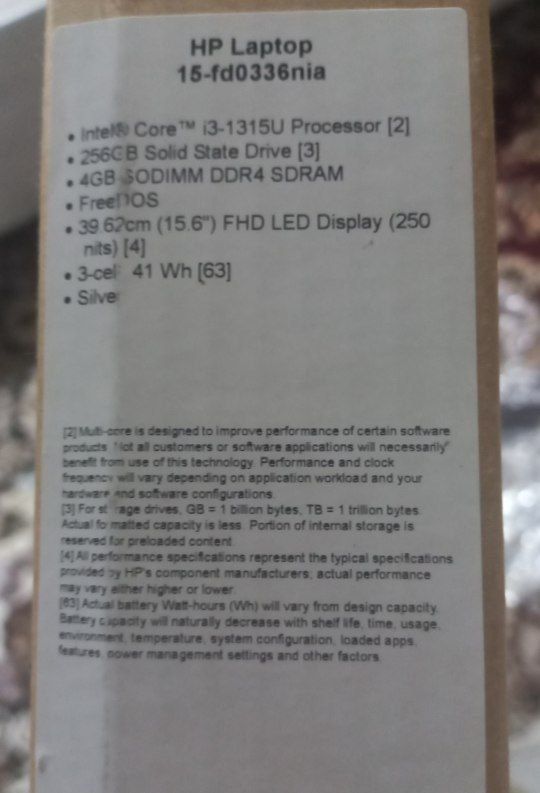 HP Laptop
15-fd0336nia
• Intel® Core™ i3-1315U Processor [2]
• 256GB Solid State Drive [3]
• 4GB SODIMM DDR4 SDRAM
• FreeDOS
• 39.62cm (15.6") FHD LED Display (250
nits) [4]
• 3-cell 41 Wh [63]
• Silver
[2] Multi-core is designed to improve performance of certain software
products. Not all customers or software applications will necessarily
benefit from use of this technology. Performance and clock
frequency will vary depending on application workload and your
hardware and software configurations.
[3] For storage drives, GB = 1 billion bytes, TB = 1 trillion bytes.
Actual formatted capacity is less. Portion of internal storage is
reserved for preloaded content.
[4] All performance specifications represent the typical specifications
provided by HP's component manufacturers; actual performance
may vary either higher or lower.
[63] Actual battery Watt-hours (Wh) will vary from design capacity.
Battery capacity will naturally decrease with shelf life, time, usage,
environment, temperature, system configuration, loaded apps,
features, power management settings and other factors.